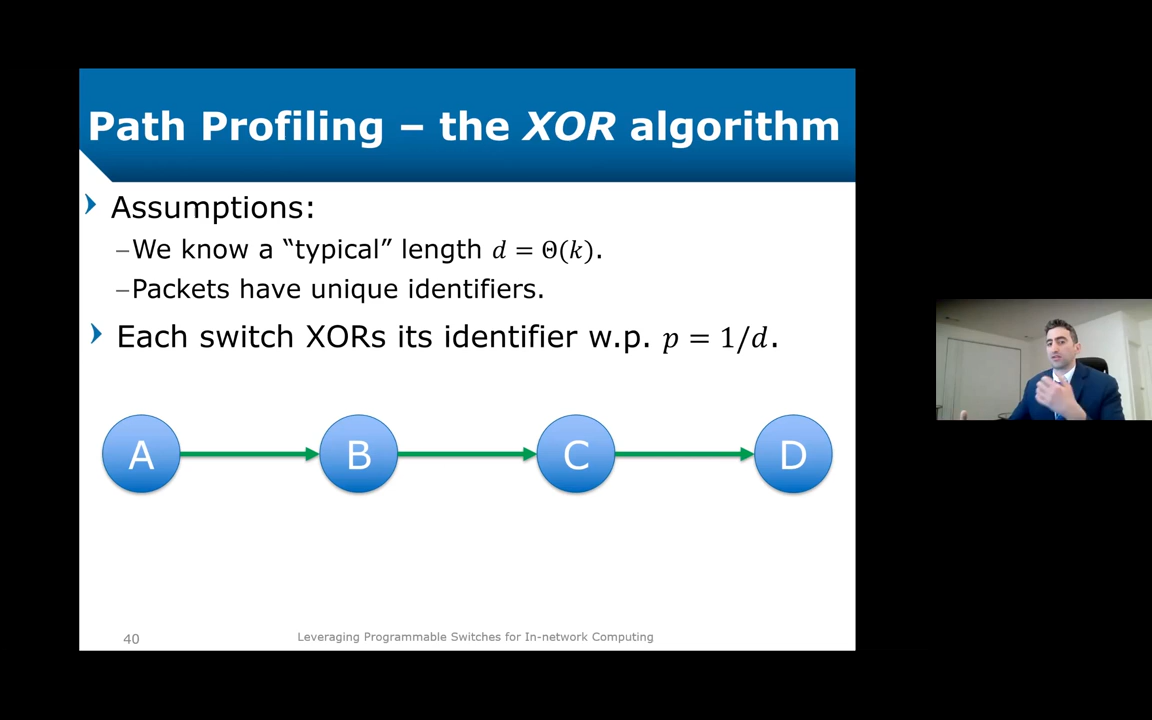 Path Profiling – the XOR algorithm
Assumptions:
–We know a “typical” length d = Θ(k).
–Packets have unique identifiers.
Each switch XORs its identifier w.p. p = 1/d.
A B C D
40 Leveraging Programmable Switches for In-network Computing